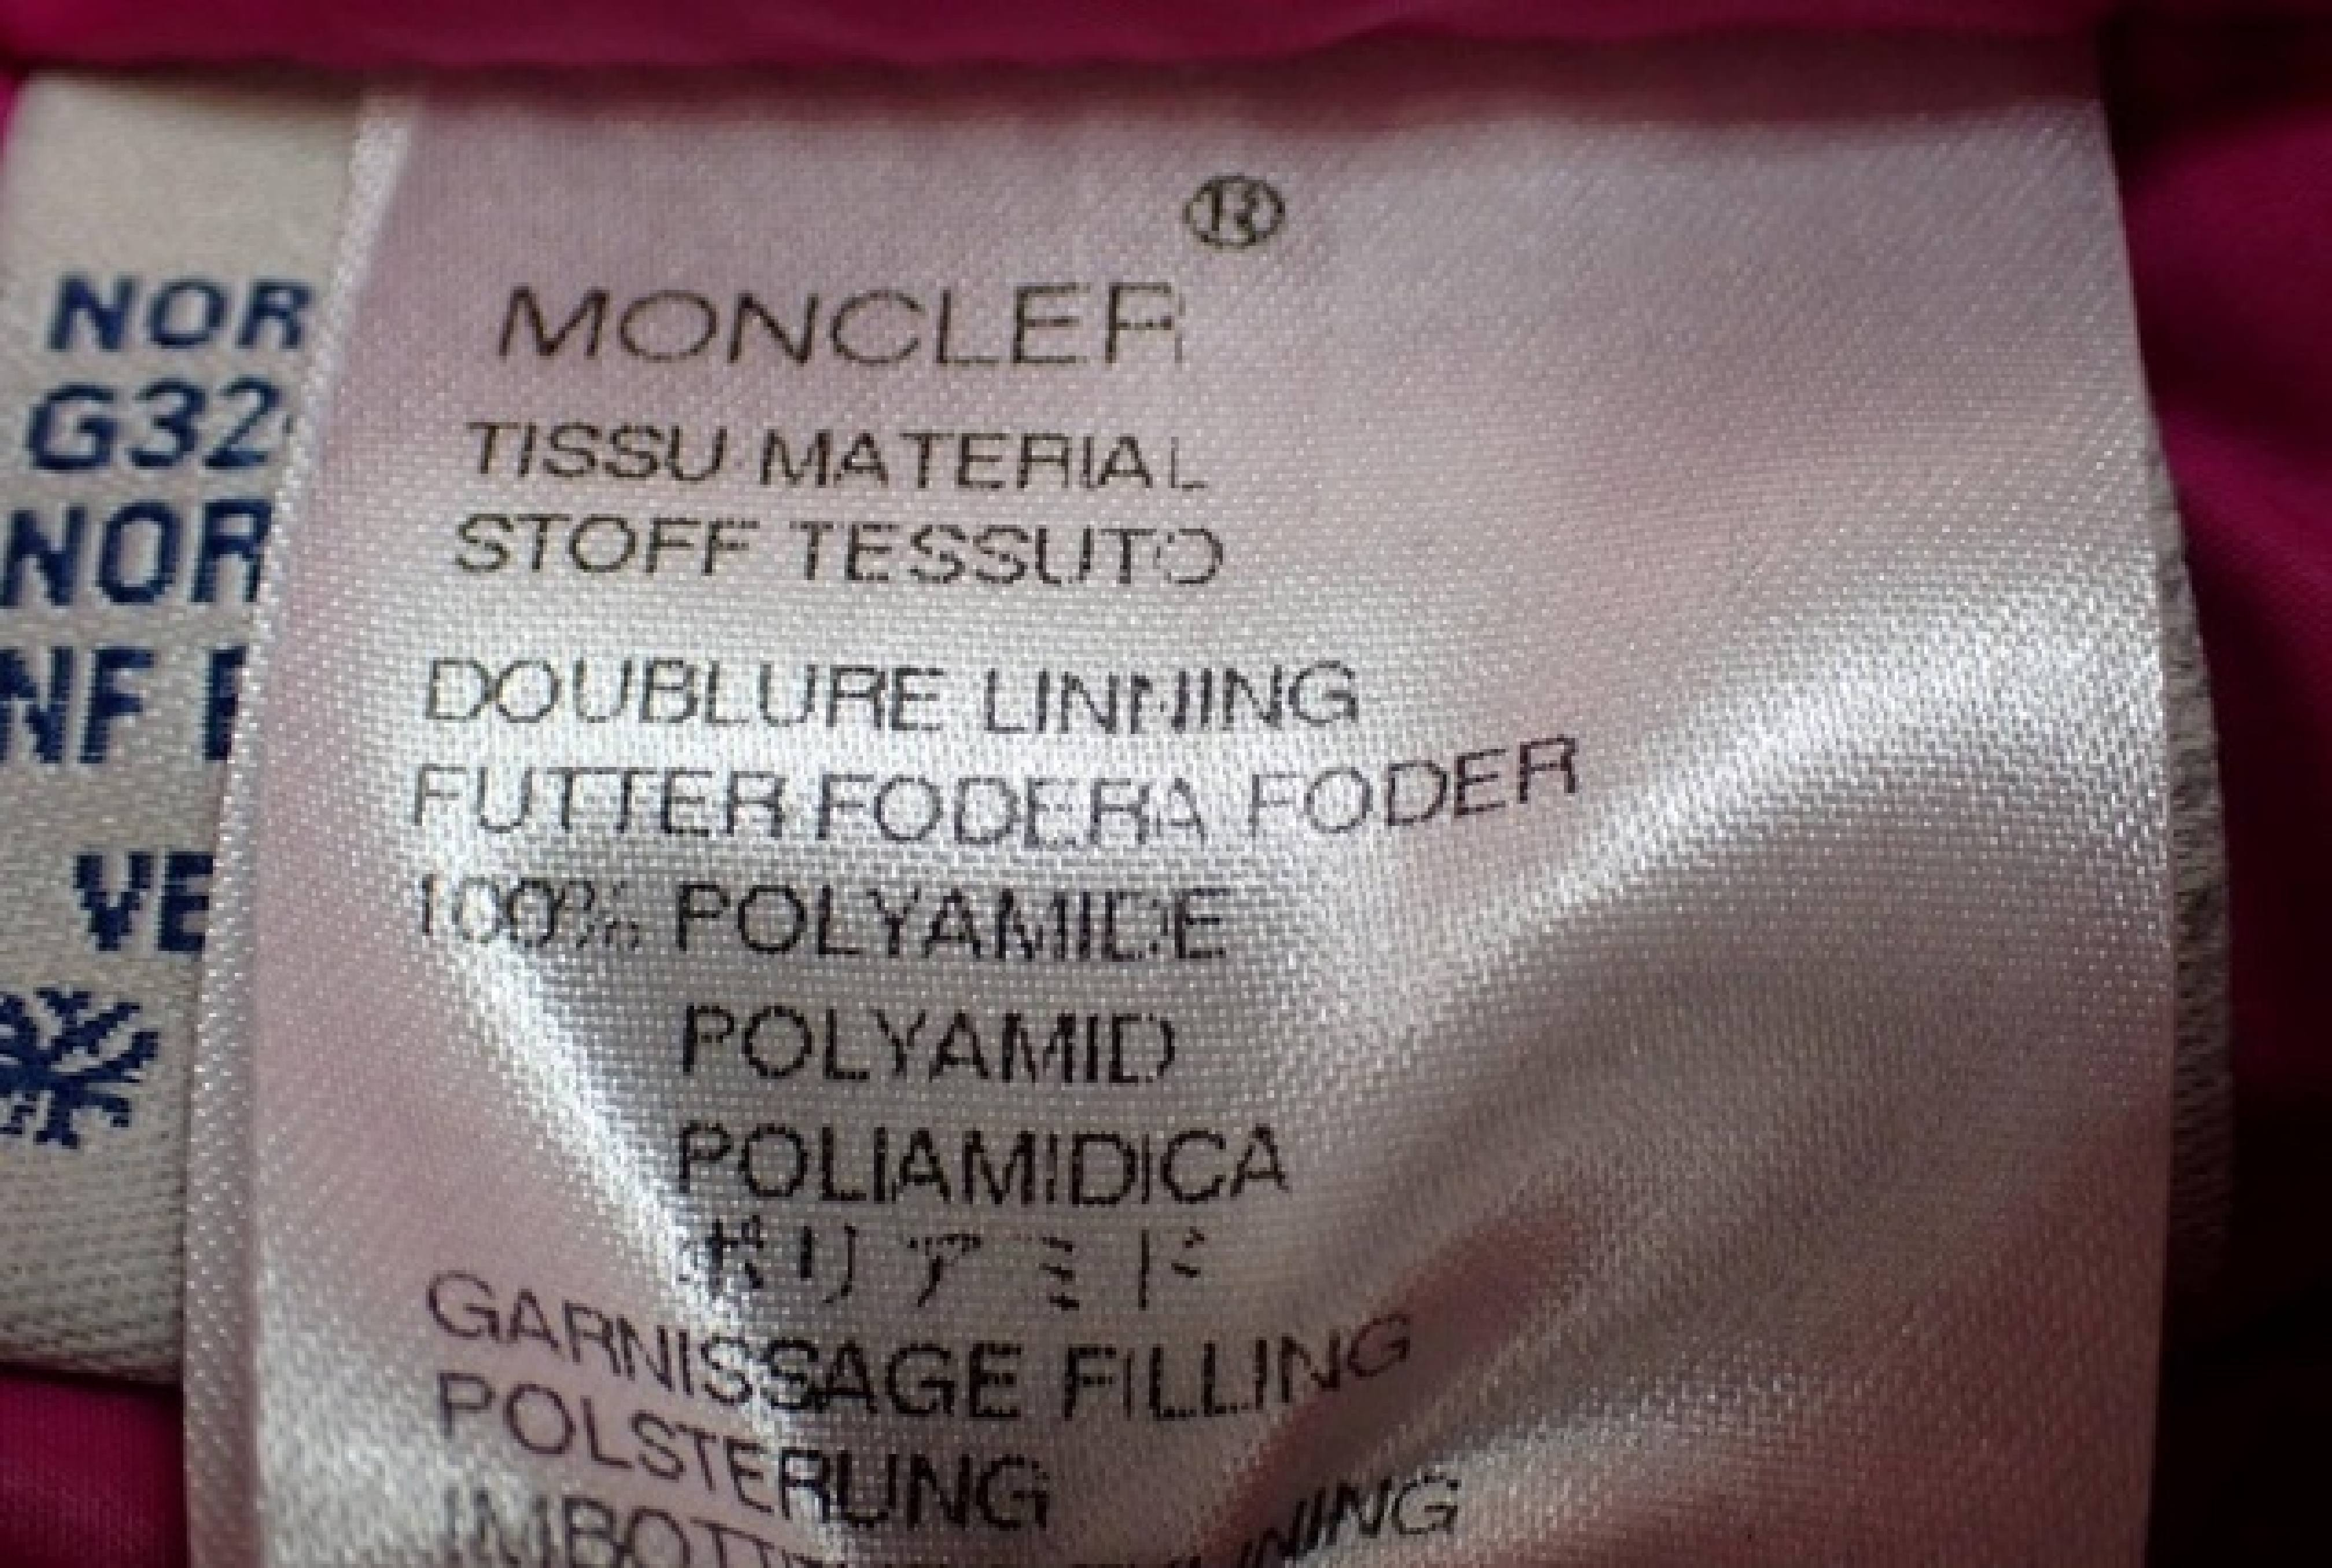 NOR
G32
NOR
NF
VE
®
MONCLER
TISSU MATERIAL
STOFF TESSUTO
DOUBLURE LINNING
FUTTER FODERA FODER
100% POLYAMIDE
POLYAMID
POLIAMIDICA
ポリアミド
GARNISSAGE FILLING
POLSTERUNG